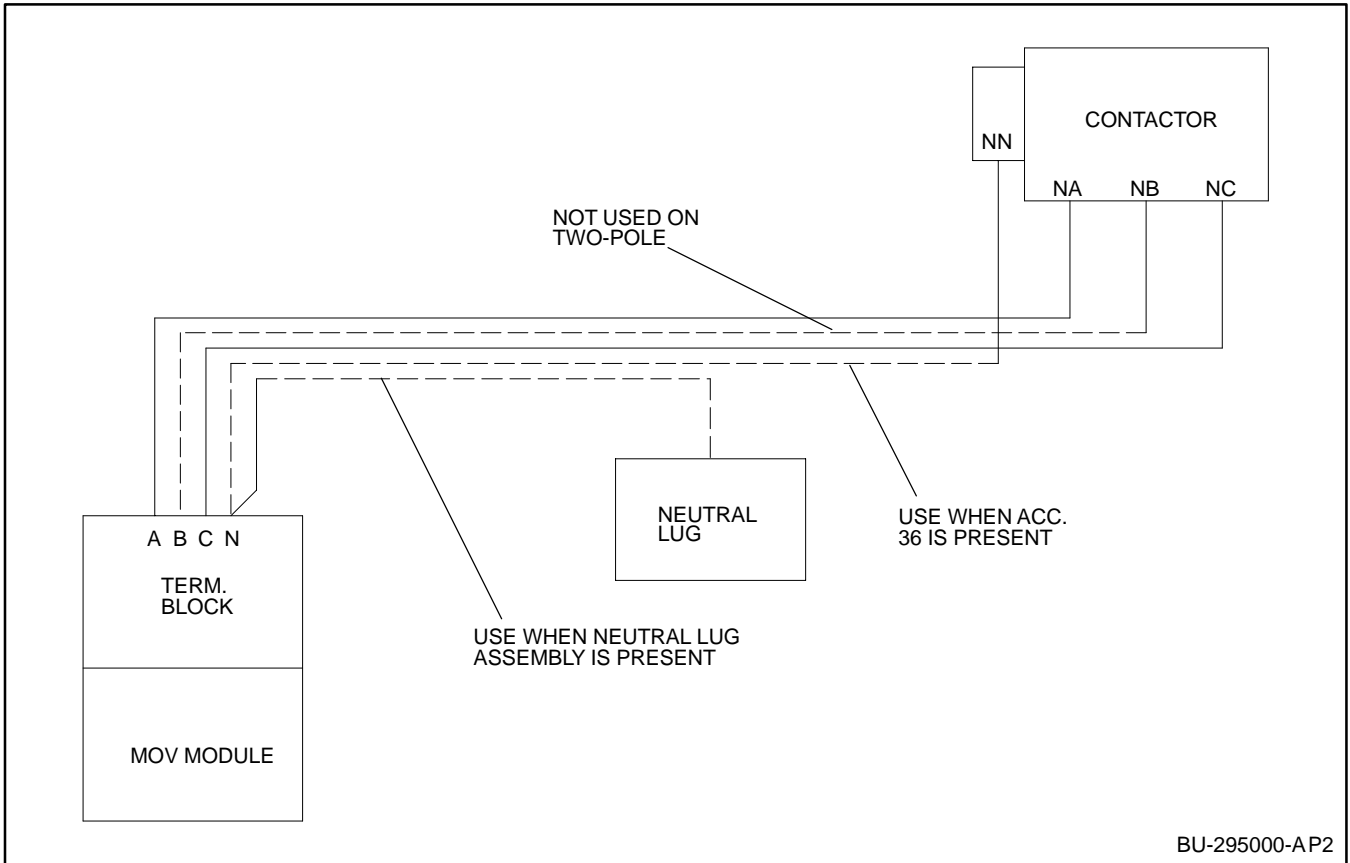 CONTACTOR
NN
NA NB NC
NOT USED ON
TWO-POLE
A B C N
TERM.
BLOCK
NEUTRAL
LUG
USE WHEN ACC.
36 IS PRESENT
USE WHEN NEUTRAL LUG
ASSEMBLY IS PRESENT
MOV MODULE
BU-295000-AP2